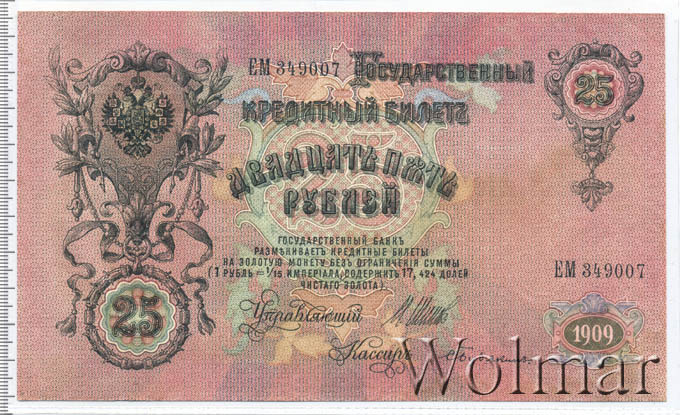 ЕМ 349007 ГОСУДАРСТВЕННЫЙ
КРЕДИТНЫЙ БИЛЕТЪ
25
25
ДВАДЦАТЬ ПЯТЬ
РУБЛЕЙ
ГОСУДАРСТВЕННЫЙ БАНКЪ
РАЗМѢНИВАЕТЪ КРЕДИТНЫЕ БИЛЕТЫ
НА ЗОЛОТУЮ МОНЕТУ БЕЗЪ ОГРАНИЧЕНІЯ СУММЫ
(1 РУБЛЬ = 1/15 ИМПЕРІАЛА, СОДЕРЖИТЪ 17,424 ДОЛЕЙ
ЧИСТАГО ЗОЛОТА).
ЕМ 349007
25
Управляющій
Кассиръ
1909
Wolmar